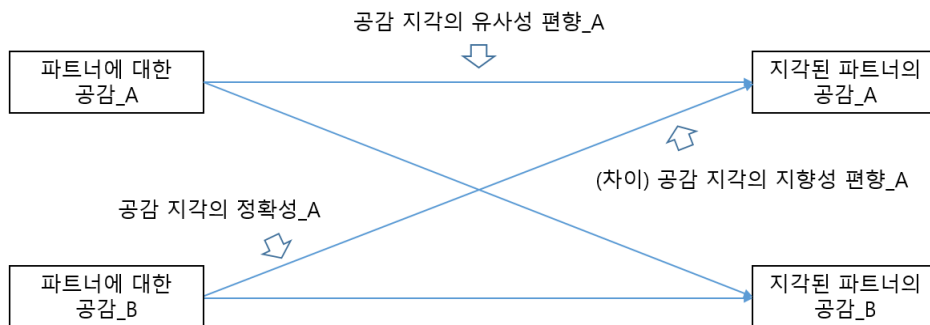 공감 지각의 유사성 편향_A
파트너에 대한
공감_A
지각된 파트너의
공감_A
(차이) 공감 지각의 지향성 편향_A
공감 지각의 정확성_A
파트너에 대한
공감_B
지각된 파트너의
공감_B